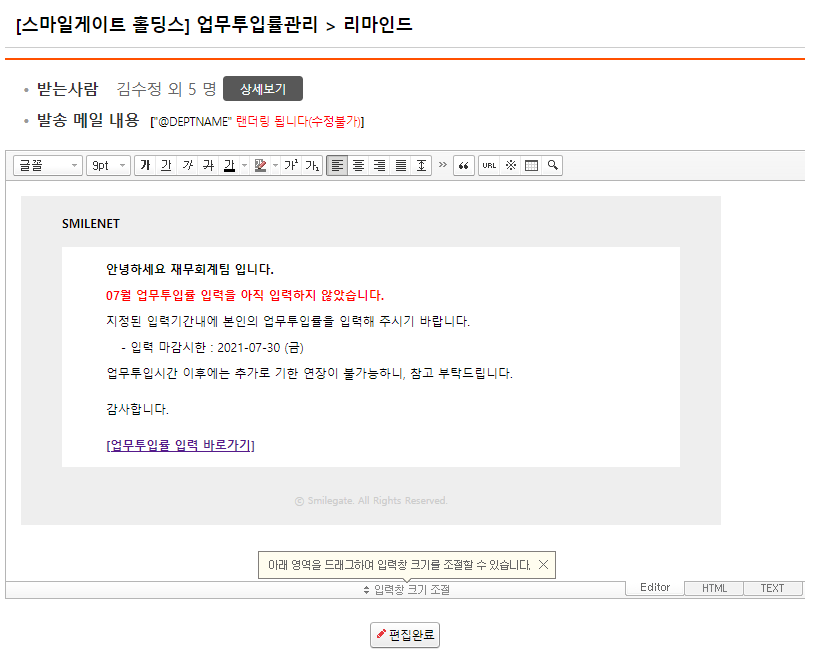 [스마일게이트 홀딩스] 업무투입률관리 > 리마인드
• 받는사람 김수정 외 5 명 상세보기
• 발송 메일 내용 ["@DEPTNAME" 랜더링 됩니다(수정불가)]
글꼴 9pt 가 가 가 가 가 가² 가₁ » “ URL ※
SMILENET
안녕하세요 재무회계팀 입니다.
07월 업무투입률 입력을 아직 입력하지 않았습니다.
지정된 입력기간내에 본인의 업무투입률을 입력해 주시기 바랍니다.
- 입력 마감시한 : 2021-07-30 (금)
업무투입시간 이후에는 추가로 기한 연장이 불가능하니, 참고 부탁드립니다.
감사합니다.
[업무투입률 입력 바로가기]
ⓒ Smilegate. All Rights Reserved.
아래 영역을 드래그하여 입력창 크기를 조절할 수 있습니다.
입력창 크기 조절
Editor HTML TEXT
편집완료